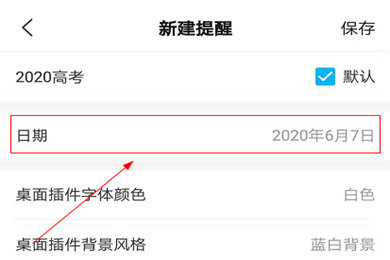 新建提醒 保存
2020高考 默认
日期 2020年6月7日
桌面插件字体颜色 白色
桌面插件背景风格 蓝白背景